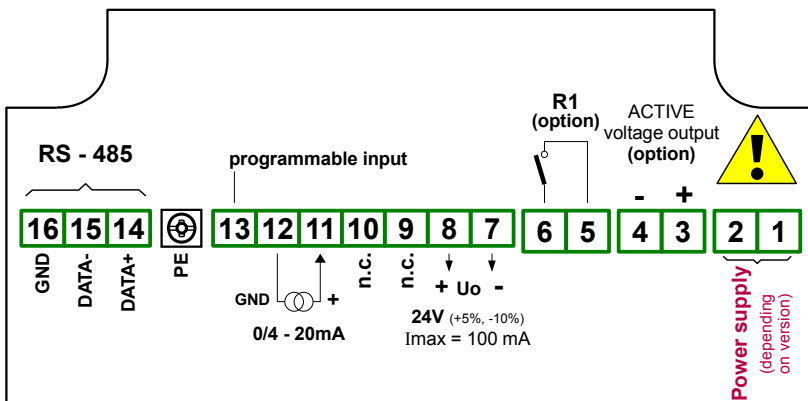 R1
(option)
ACTIVE
voltage output
(option)
RS - 485
programmable input
- +
16 15 14 PE 13 12 11 10 9 8 7 6 5 4 3 2 1
GND
DATA-
DATA+
GND +
0/4 - 20mA
n.c.
n.c.
+ Uo -
24V (+5%, -10%)
Imax = 100 mA
Power supply
(depending
on version)